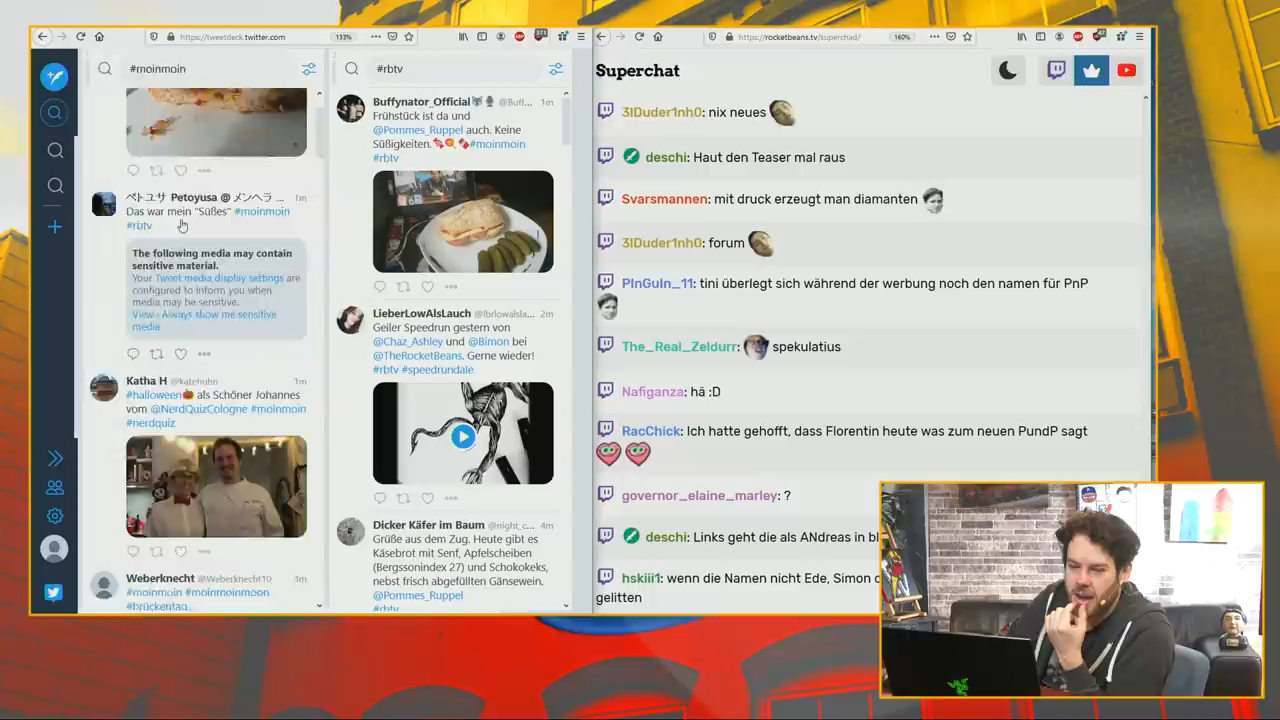 https://tweetdeck.twitter.com
133%
#moinmoin
ペトユサ Petoyusa @ メンヘラ ...
1m
Das war mein "Süßes" #moinmoin
#rbtv
The following media may contain
sensitive material.
Your Tweet media display settings are
configured to inform you when
media may be sensitive.
View · Always show me sensitive
media
Katha H @katehuhn
1m
#halloween🎃 als Schöner Johannes
vom @NerdQuizCologne #moinmoin
#nerdquiz
Weberknecht @Weberknecht10
#moinmoin #moinmoinmoon
#brückentag...
#rbtv
Buffynator_Official @Buff...
1m
Frühstück ist da und
@Pommes_Ruppel auch. Keine
Süßigkeiten.🍬🍭🍫#moinmoin
#rbtv
LieberLowAlsLauch @lbrlowalsla...
2m
Geiler Speedrun gestern von
@Chaz_Ashley und @Bimon bei
@TheRocketBeans. Gerne wieder!
#rbtv #speedrundale
Dicker Käfer im Baum @night_c...
4m
Grüße aus dem Zug. Heute gibt es
Käsebrot mit Senf, Apfelscheiben
(Bergssonindex 27) und Schokokeks,
nebst frisch abgefüllten Gänsewein.
@Pommes_Ruppel
#rbtv
https://rocketbeans.tv/superchad/
160%
Superchat
3lDuder1nh0: nix neues
deschi: Haut den Teaser mal raus
Svarsmannen: mit druck erzeugt man diamanten
3lDuder1nh0: forum
PInGuIn_11: tini überlegt sich während der werbung noch den namen für PnP
The_Real_Zeldurr: spekulatius
Nafiganza: hä :D
RacChick: Ich hatte gehofft, dass Florentin heute was zum neuen PundP sagt
governor_elaine_marley: ?
deschi: Links geht die als ANdreas in bl
hskiii1: wenn die Namen nicht Ede, Simon
gelitten